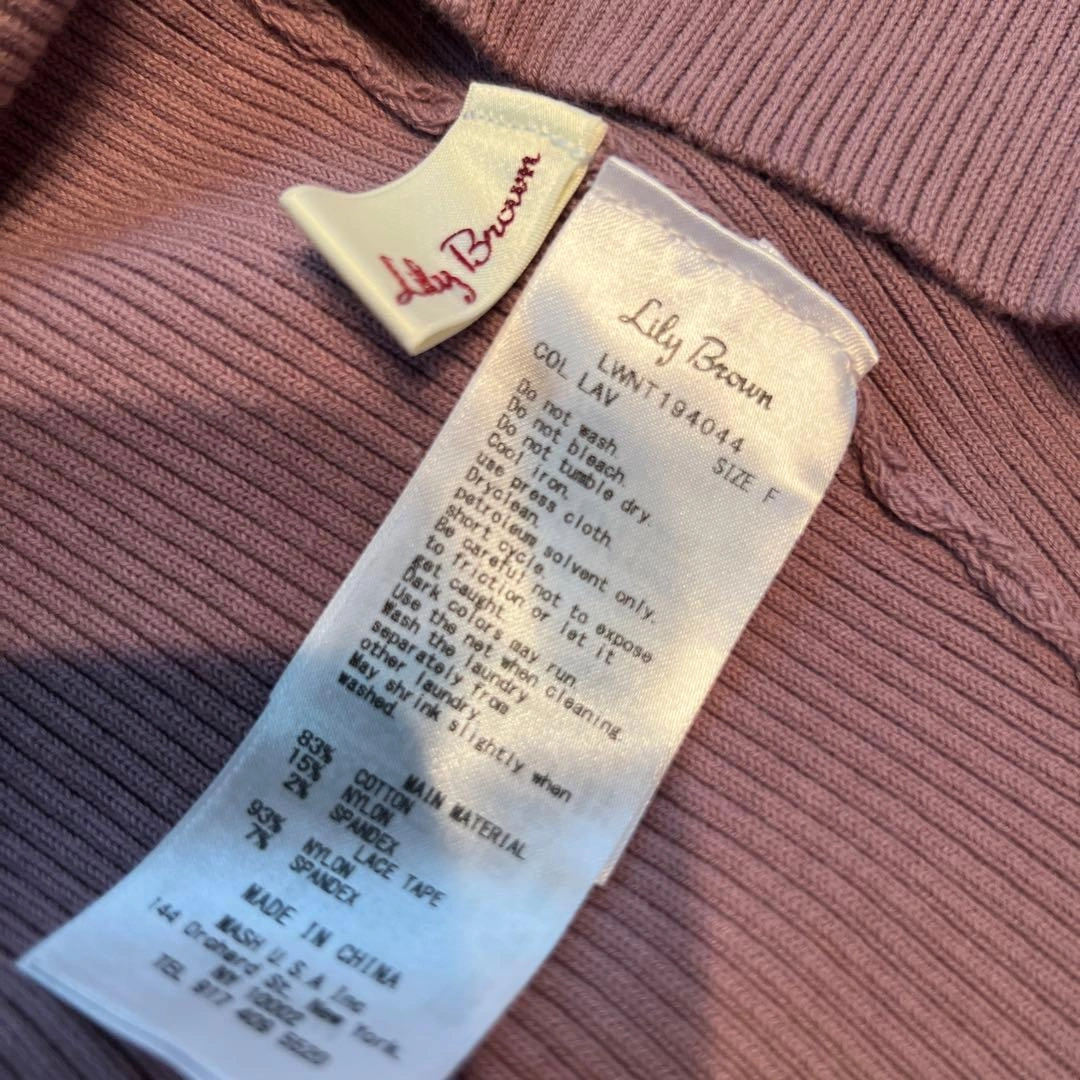 Lily Brown
Lily Brown
LWNT194044
COL LAV
SIZE F
Do not wash.
Do not bleach.
Do not tumble dry.
Cool iron.
use press cloth.
Dryclean.
petroleum solvent only.
short cycle.
Be careful not to expose
to friction or let it
get caught.
Dark colors may run.
Use the net when cleaning.
Wash the laundry
separately from
other laundry.
May shrink slightly when
washed.
MAIN MATERIAL
83% COTTON
15% NYLON
2% SPANDEX
LACE TAPE
93% NYLON
7% SPANDEX
MADE IN CHINA
MASH U.S.A Inc
144 Orchard St. New York.
NY 10002
TEL 917 409